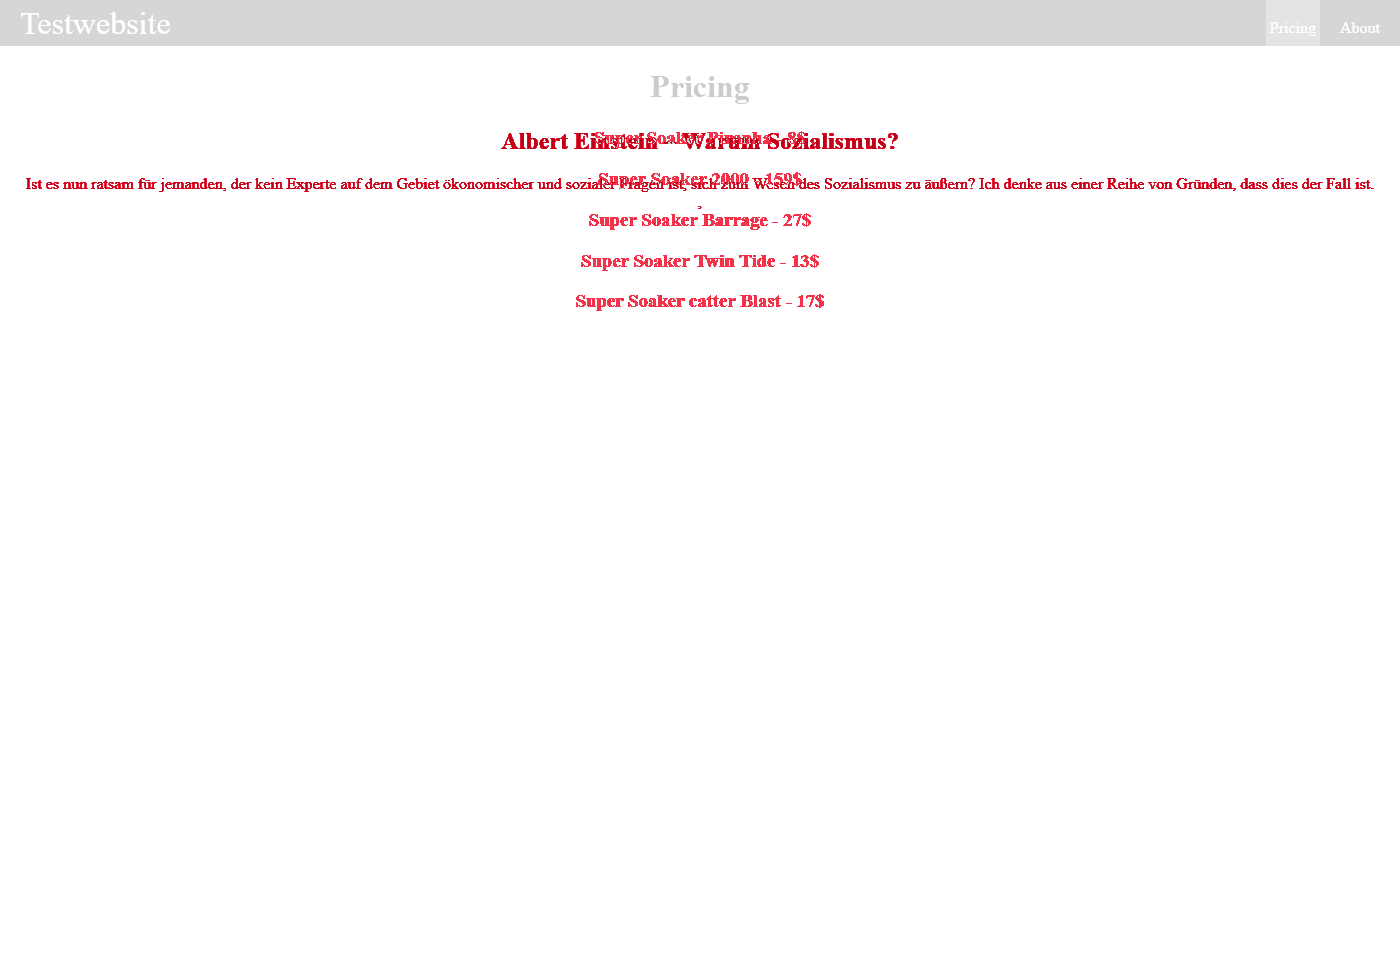 Testwebsite
Pricing
About
Pricing
Albert Einstein - Warum Sozialismus?
Super Soaker Piranha - 8$
Super Soaker 2000 - 159$
Ist es nun ratsam für jemanden, der kein Experte auf dem Gebiet ökonomischer und sozialer Fragen ist, sich zum Wesen des Sozialismus zu äußern? Ich denke aus einer Reihe von Gründen, dass dies der Fall ist.
,
Super Soaker Barrage - 27$
Super Soaker Twin Tide - 13$
Super Soaker catter Blast - 17$